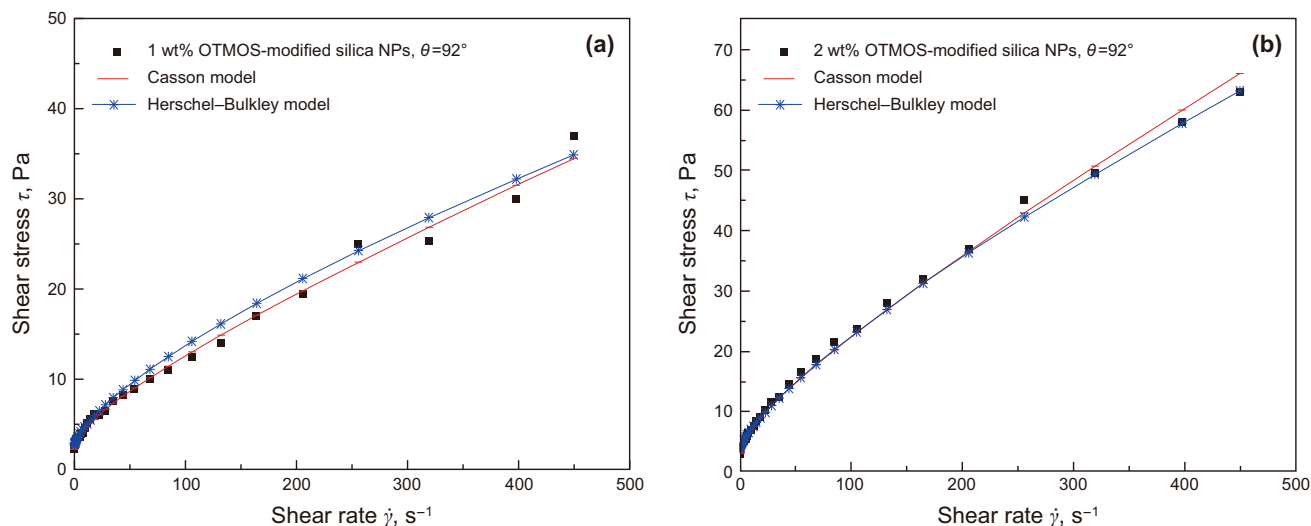 50
40
30
20
10
0
Shear stress τ, Pa
(a)
1 wt% OTMOS-modified silica NPs, θ=92°
Casson model
Herschel–Bulkley model
0 100 200 300 400 500
Shear rate γ̇, s⁻¹
70
60
50
40
30
20
10
0
Shear stress τ, Pa
(b)
2 wt% OTMOS-modified silica NPs, θ=92°
Casson model
Herschel–Bulkley model
0 100 200 300 400 500
Shear rate γ̇, s⁻¹